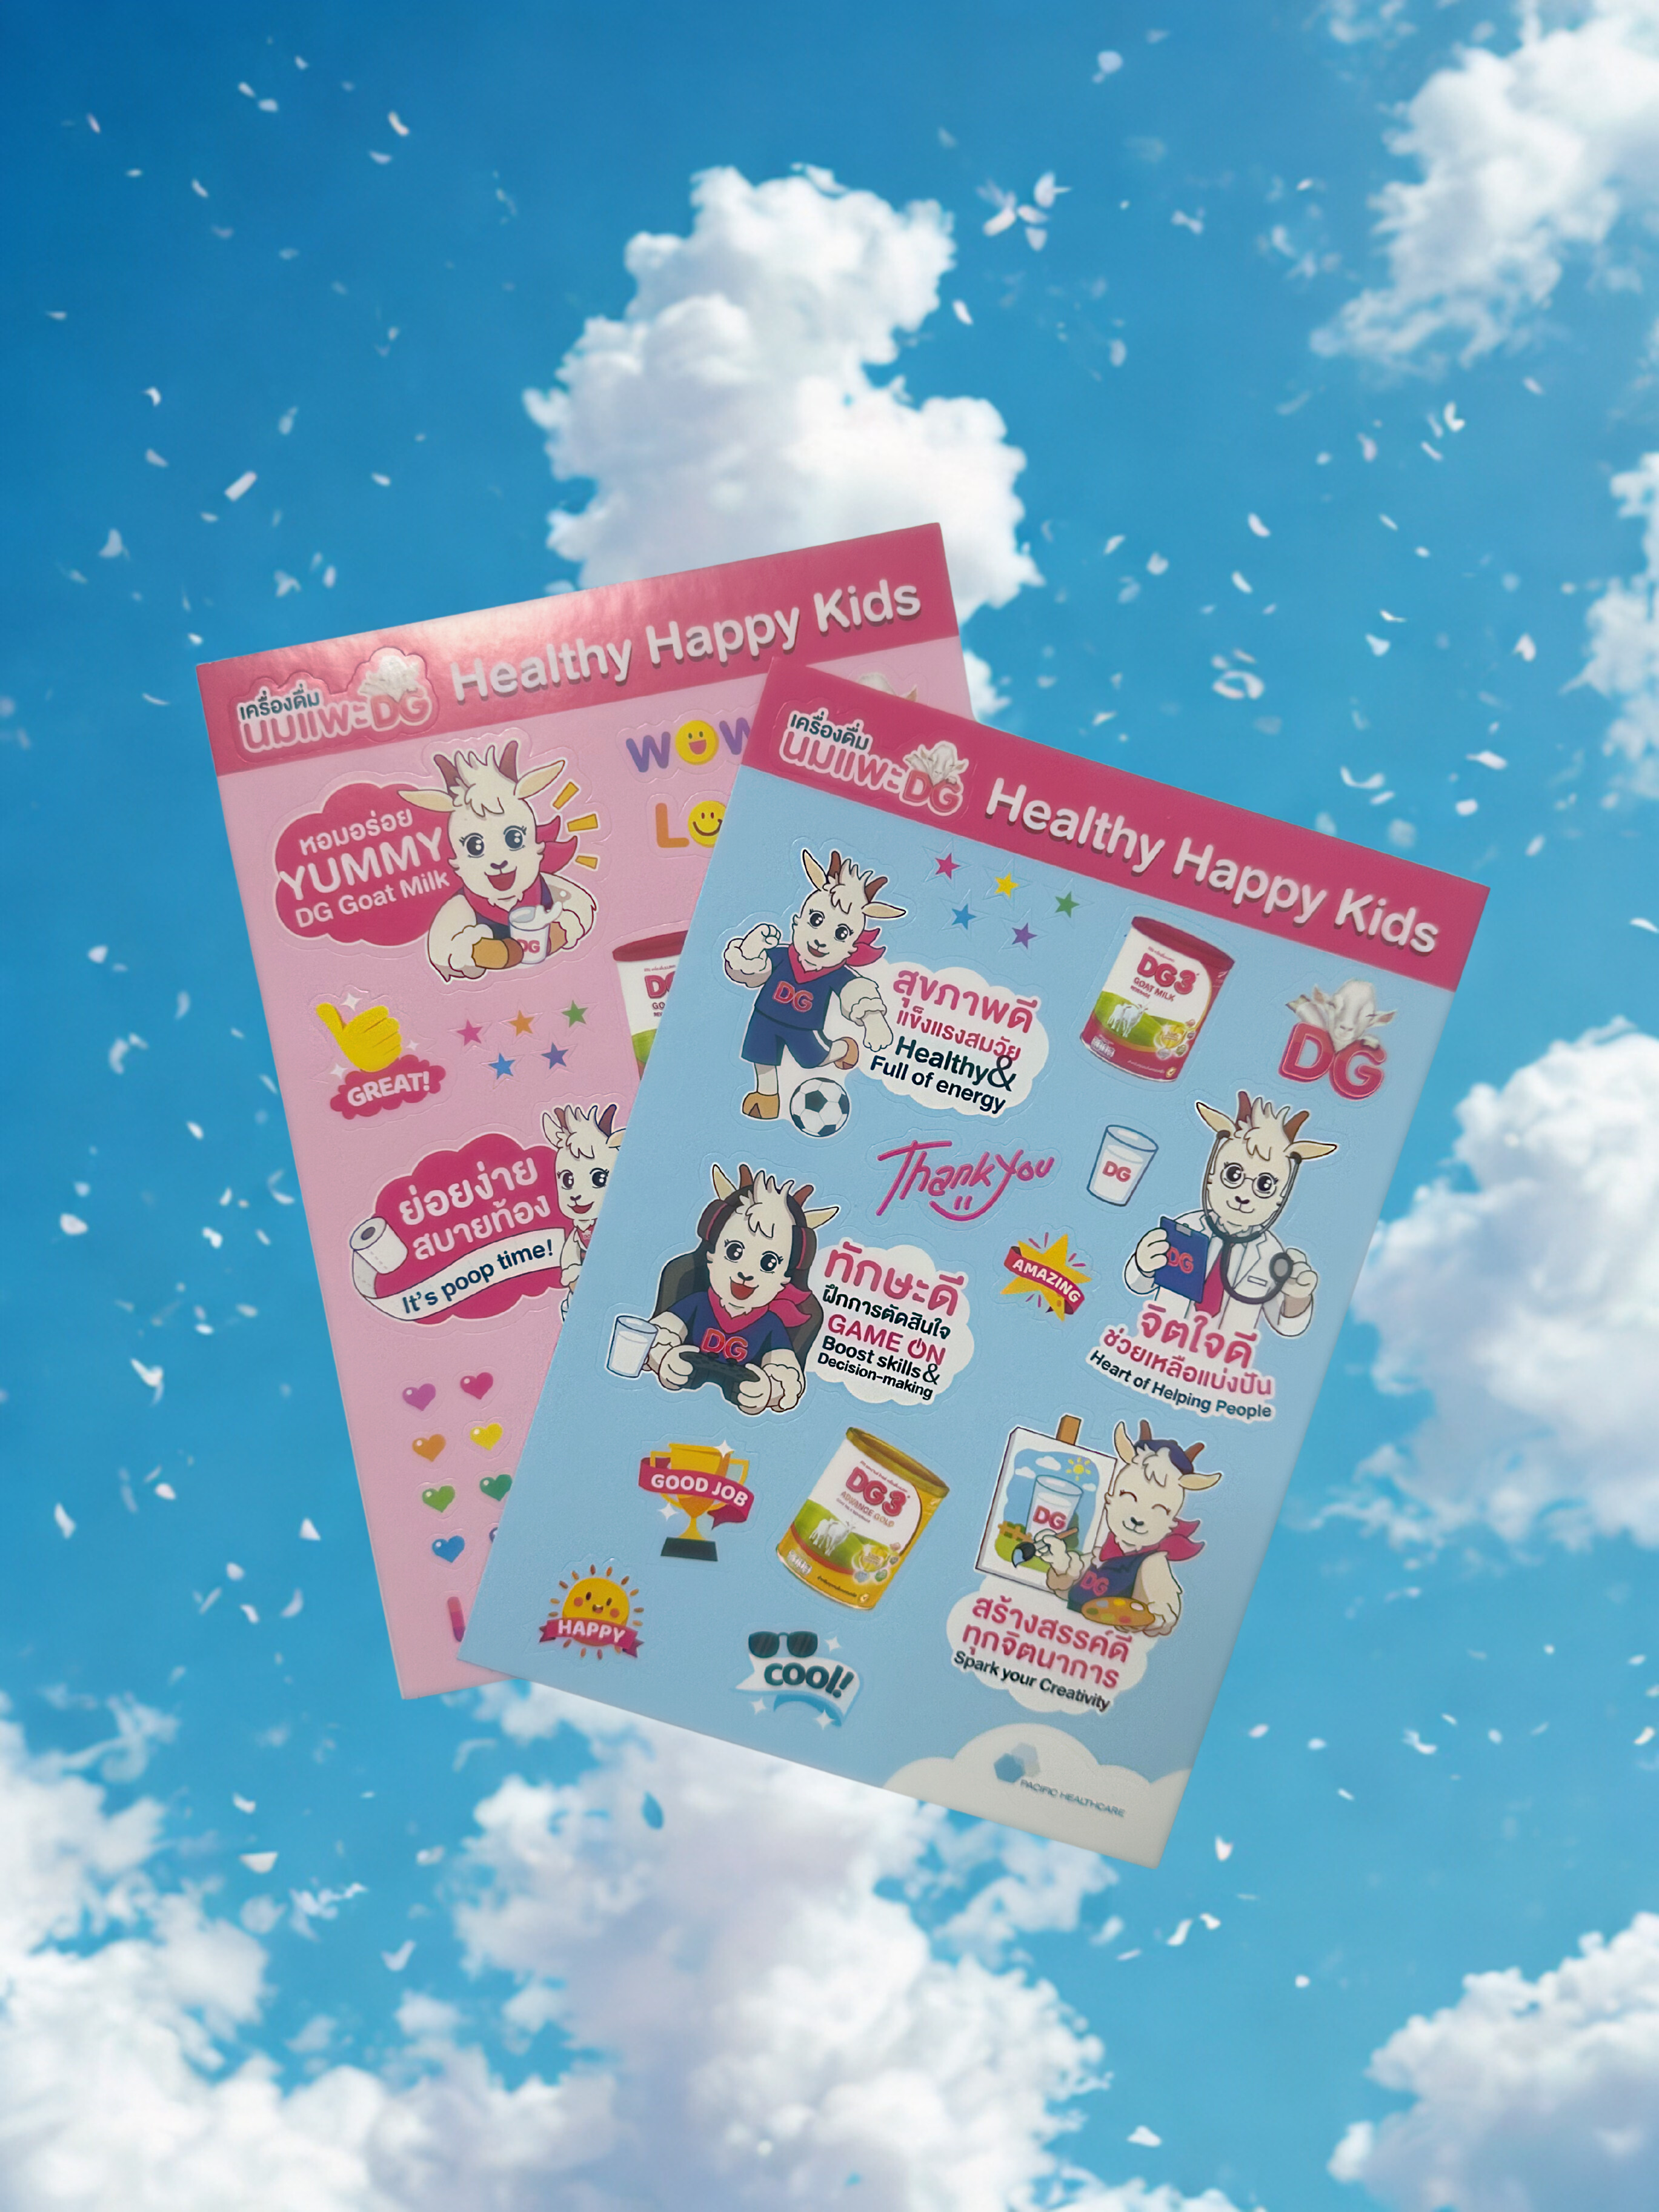 Healthy Happy Kids
เครื่องดื่ม
นมแพะDG
WOW
หอมอร่อย
YUMMY
DG Goat Milk
DG
GREAT!
ย่อยง่าย
สบายท้อง
It's poop time!
Healthy Happy Kids
เครื่องดื่ม
นมแพะDG
DG
สุขภาพดี
แข็งแรงสมวัย
Healthy&
Full of energy
DG3
GOAT MILK
DG
Thank you
DG
DG
ทักษะดี
ฝึกการตัดสินใจ
GAME ON
Boost skills&
Decision-making
DG
AMAZING
จิตใจดี
ช่วยเหลือแบ่งปัน
Heart of Helping People
GOOD JOB
DG3
ADVANCE GOLD
DG
DG
สร้างสรรค์ดี
ทุกจิตนาการ
Spark your Creativity
HAPPY
cool!
PACIFIC HEALTHCARE